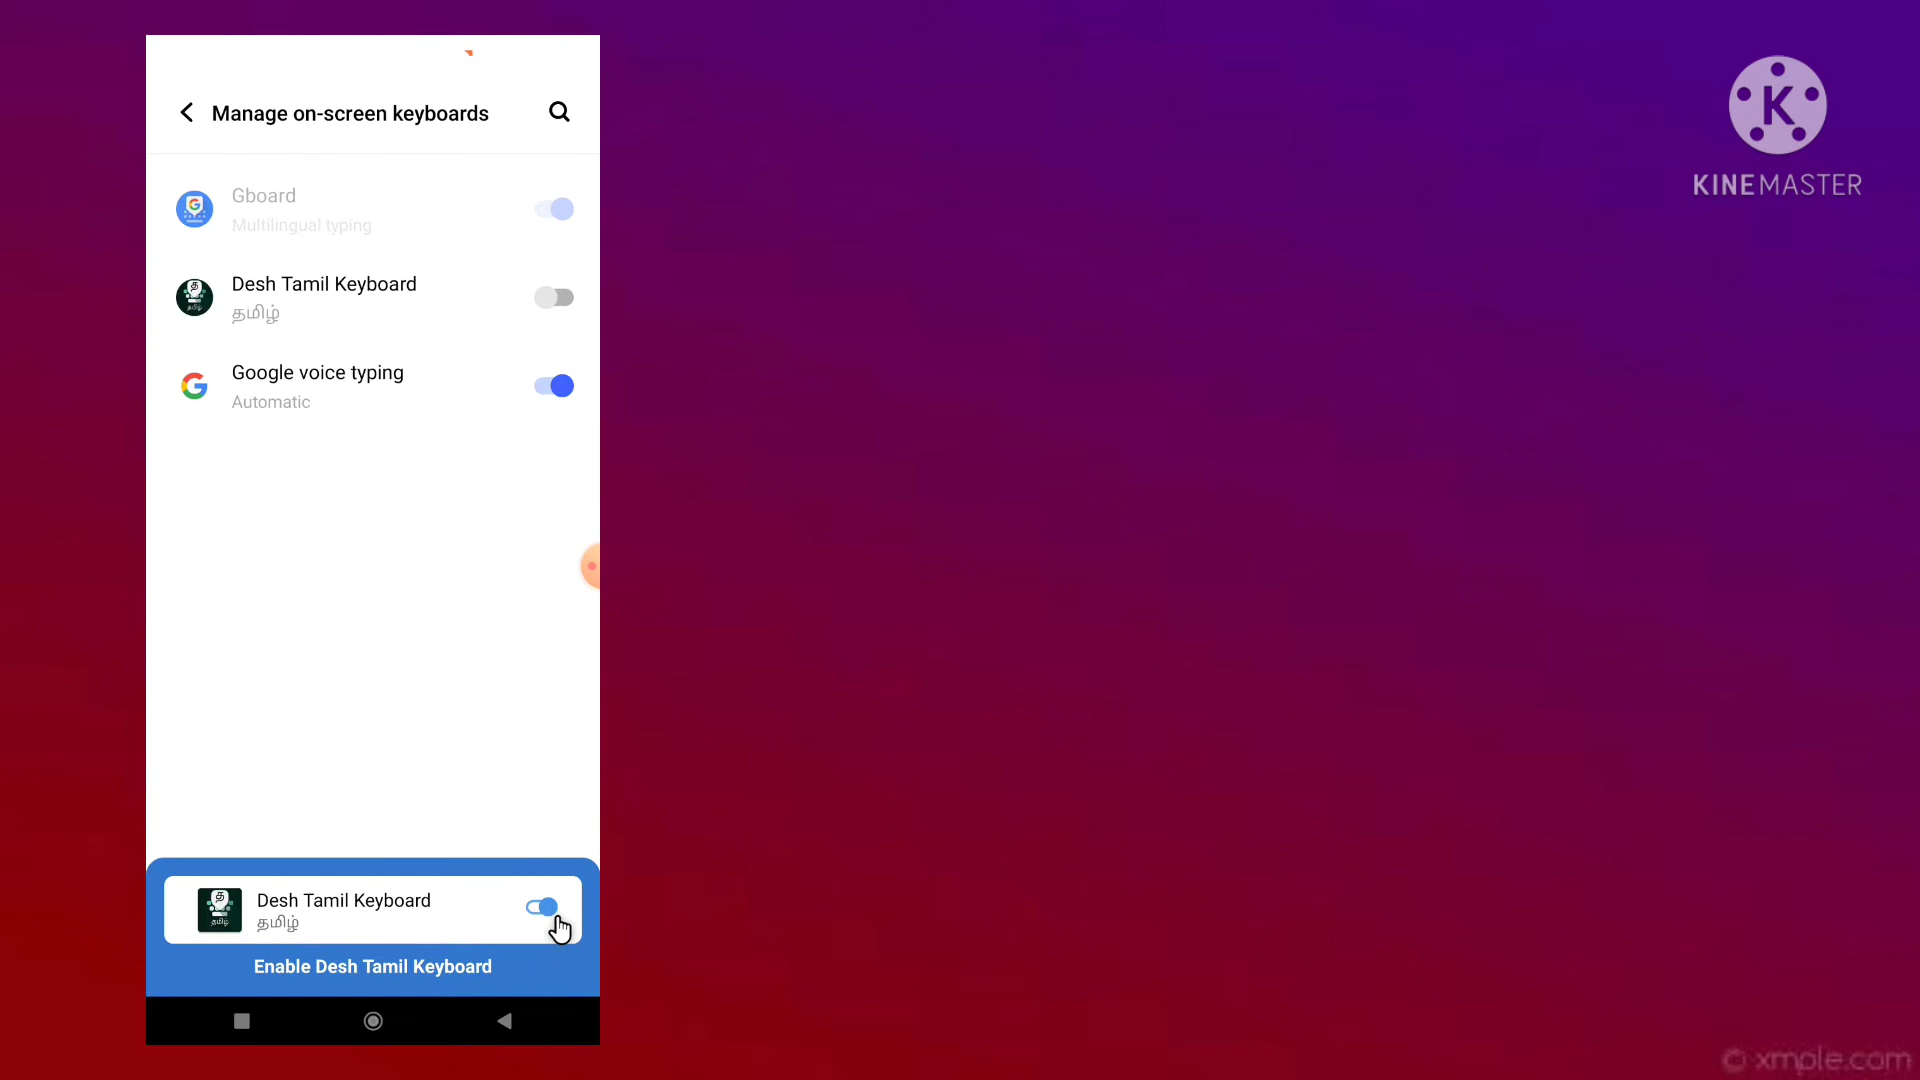 Manage on-screen keyboards
Gboard
Multilingual typing
Desh Tamil Keyboard
தமிழ்
Google voice typing
Automatic
Desh Tamil Keyboard
தமிழ்
Enable Desh Tamil Keyboard
K
KINEMASTER
© xmple.com